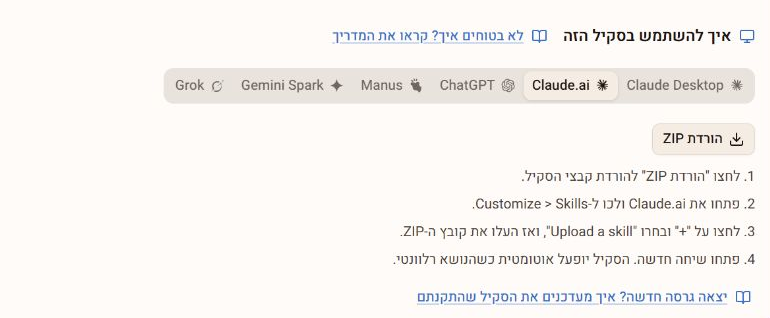 איך להשתמש בסקיל הזה לא בטוחים איך? קראו את המדריך
Claude Desktop Claude.ai ChatGPT Manus Gemini Spark Grok
הורדת ZIP
1. לחצו "הורדת ZIP" להורדת קבצי הסקיל.
2. פתחו את Claude.ai ולכו ל-Customize > Skills.
3. לחצו על "+" ובחרו "Upload a skill", ואז העלו את קובץ ה-ZIP.
4. פתחו שיחה חדשה. הסקיל יופעל אוטומטית כשהנושא רלוונטי.
יצאה גרסה חדשה? איך מעדכנים את הסקיל שהתקנתם